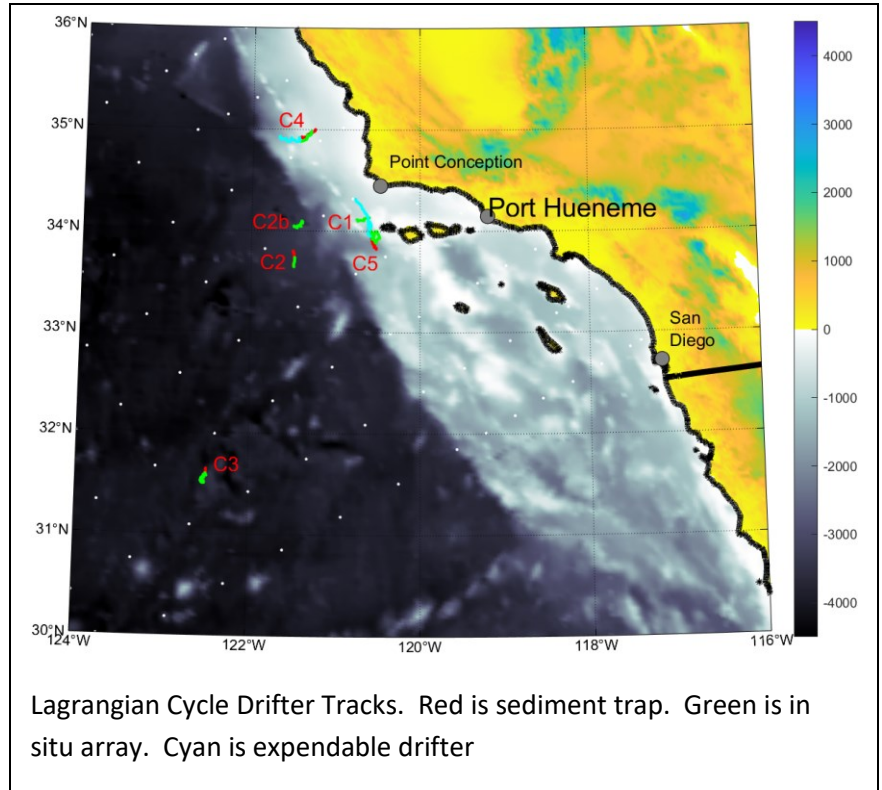 36°N
35°N
34°N
33°N
32°N
31°N
30°N
124°W
122°W
120°W
118°W
116°W
C4
Point Conception
Port Hueneme
C2b
C1
C2
C5
San
Diego
C3
4000
3000
2000
1000
0
-1000
-2000
-3000
-4000
Lagrangian Cycle Drifter Tracks.  Red is sediment trap.  Green is in
situ array.  Cyan is expendable drifter